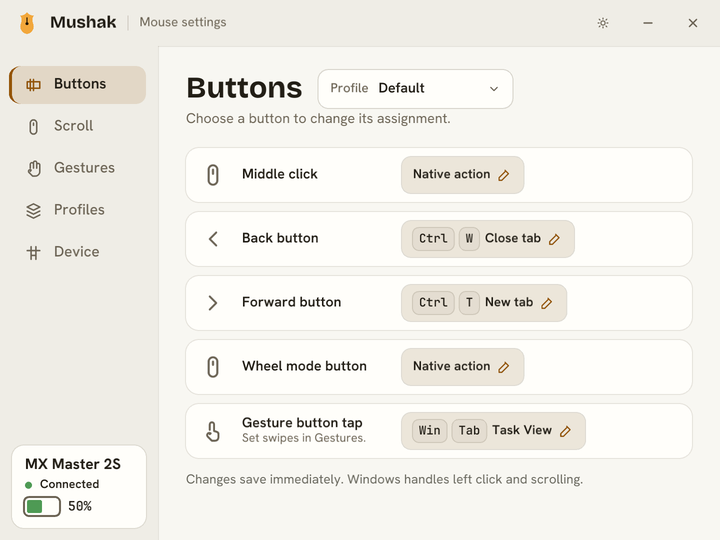 Mushak
Mouse settings
Buttons
Scroll
Gestures
Profiles
Device
MX Master 2S
Connected
50%
Buttons
Profile Default
Choose a button to change its assignment.
Middle click
Native action
Back button
Ctrl W Close tab
Forward button
Ctrl T New tab
Wheel mode button
Native action
Gesture button tap
Set swipes in Gestures.
Win Tab Task View
Changes save immediately. Windows handles left click and scrolling.